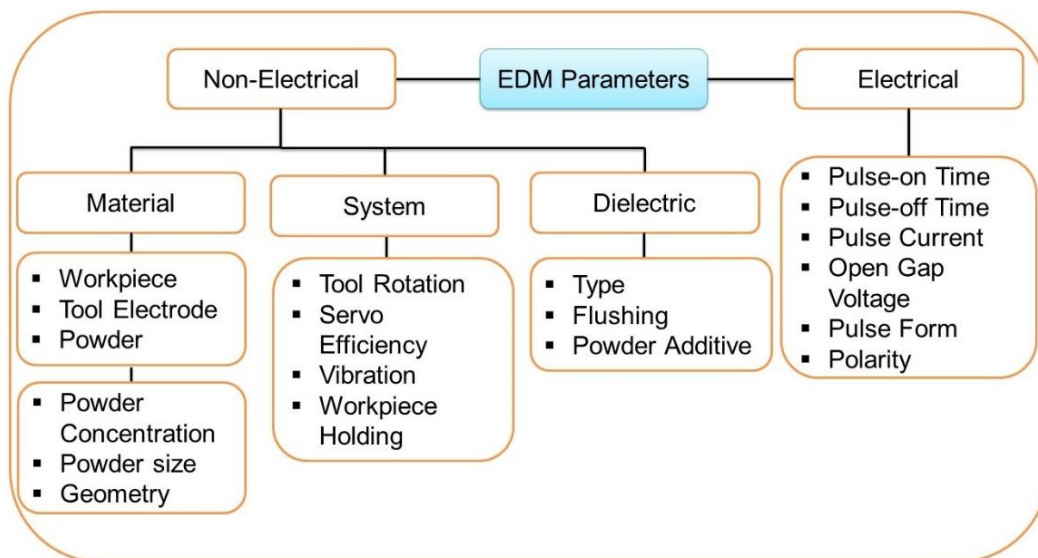 Non-Electrical
EDM Parameters
Electrical
Material
System
Dielectric
▪ Workpiece
▪ Tool Electrode
▪ Powder
▪ Powder
Concentration
▪ Powder size
▪ Geometry
▪ Tool Rotation
▪ Servo
Efficiency
▪ Vibration
▪ Workpiece
Holding
▪ Type
▪ Flushing
▪ Powder Additive
▪ Pulse-on Time
▪ Pulse-off Time
▪ Pulse Current
▪ Open Gap
Voltage
▪ Pulse Form
▪ Polarity